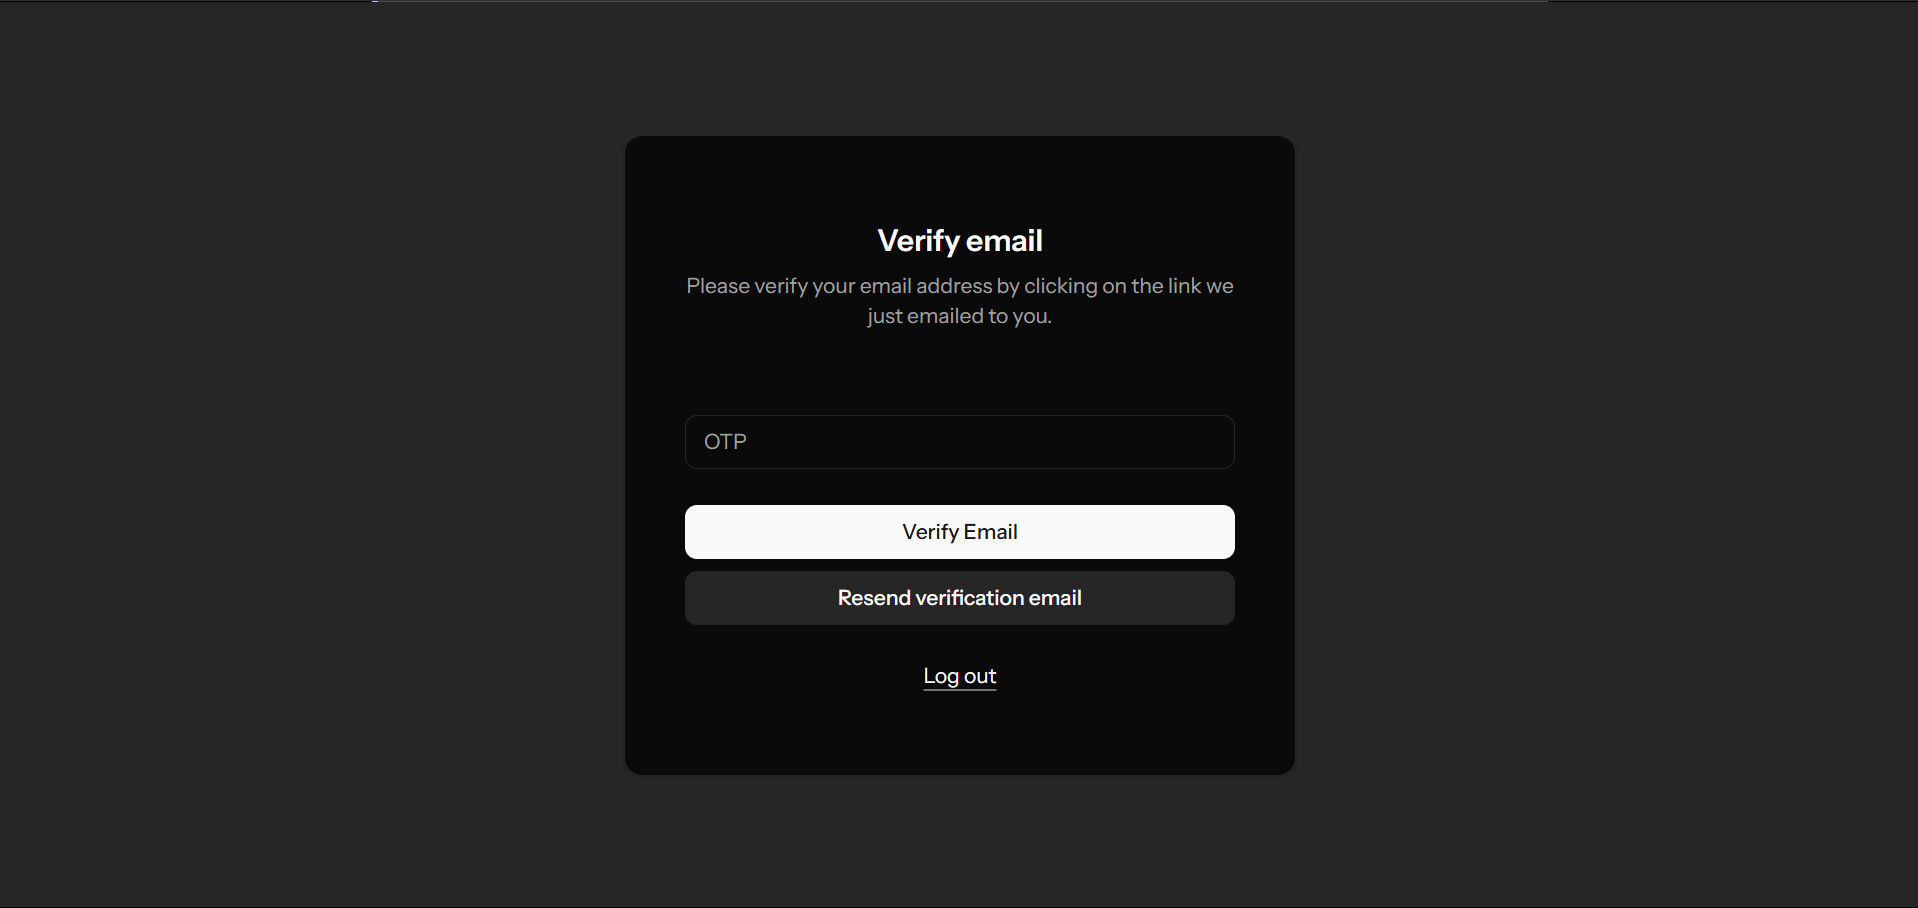 Verify email
Please verify your email address by clicking on the link we
just emailed to you.
OTP
Verify Email
Resend verification email
Log out